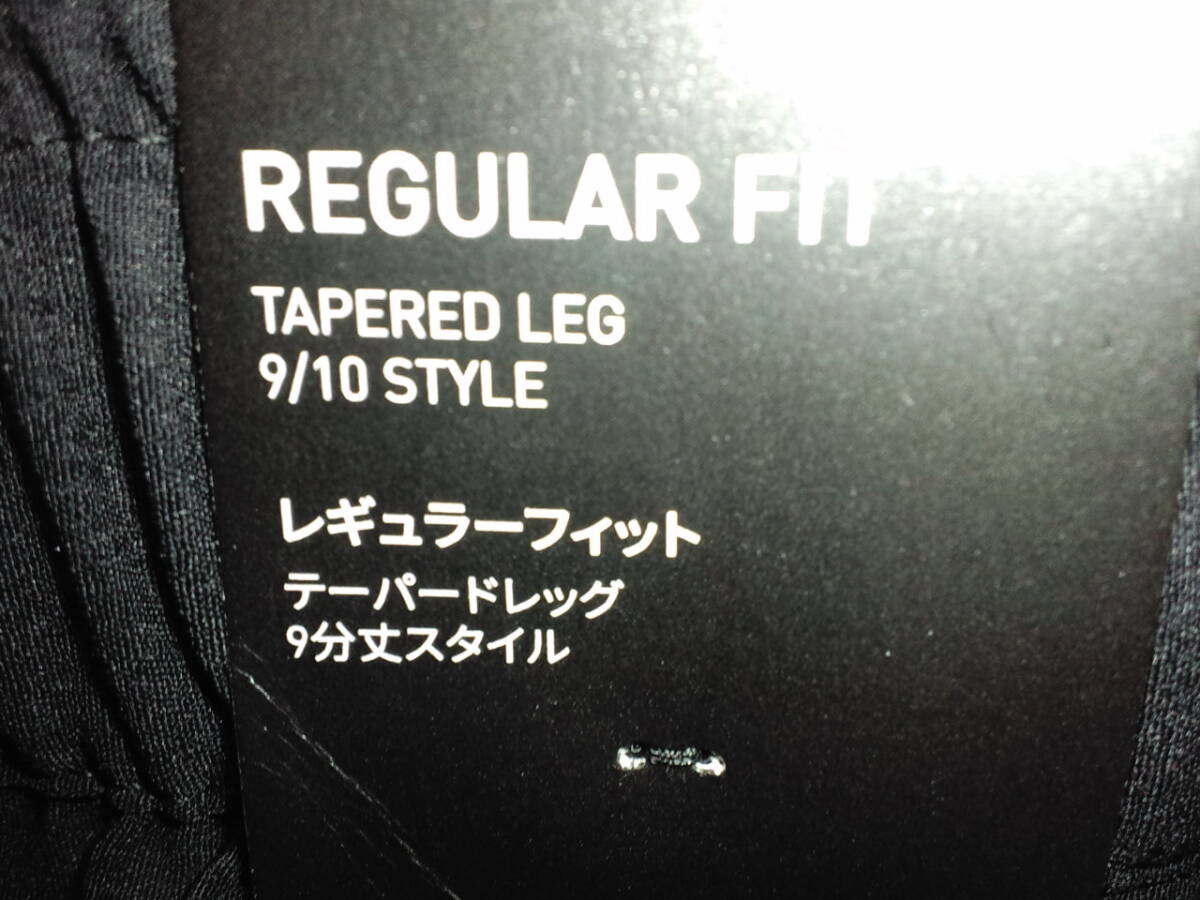 REGULAR FIT
TAPERED LEG
9/10 STYLE
レギュラーフィット
テーパードレッグ
9分丈スタイル